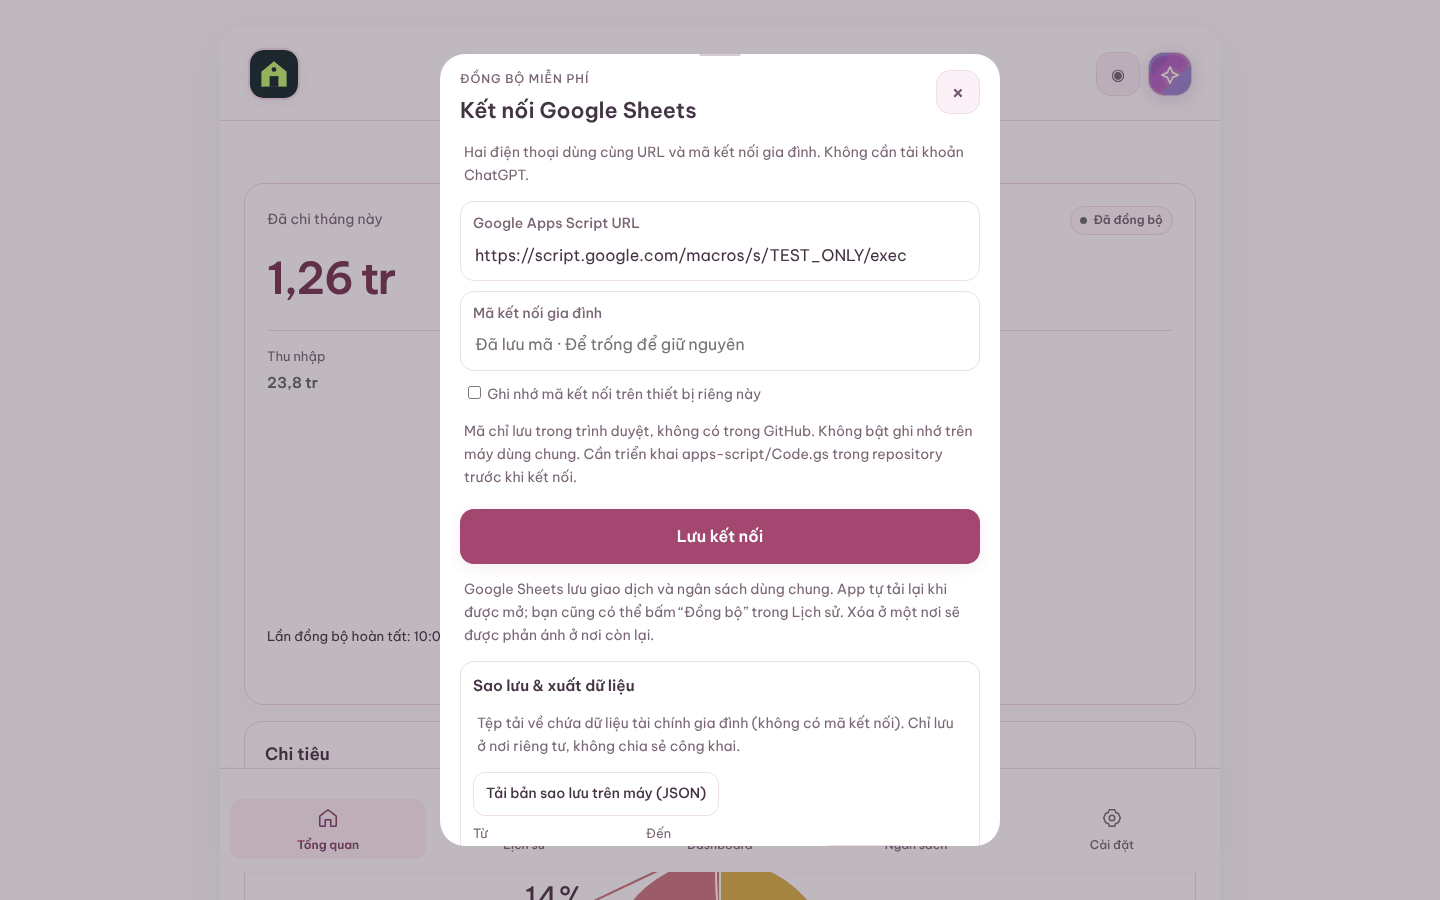 ĐỒNG BỘ MIỄN PHÍ
Kết nối Google Sheets
×
Hai điện thoại dùng cùng URL và mã kết nối gia đình. Không cần tài khoản
ChatGPT.
Google Apps Script URL
https://script.google.com/macros/s/TEST_ONLY/exec
Mã kết nối gia đình
Đã lưu mã · Để trống để giữ nguyên
Ghi nhớ mã kết nối trên thiết bị riêng này
Mã chỉ lưu trong trình duyệt, không có trong GitHub. Không bật ghi nhớ trên
máy dùng chung. Cần triển khai apps-script/Code.gs trong repository
trước khi kết nối.
Lưu kết nối
Google Sheets lưu giao dịch và ngân sách dùng chung. App tự tải lại khi
được mở; bạn cũng có thể bấm “Đồng bộ” trong Lịch sử. Xóa ở một nơi sẽ
được phản ánh ở nơi còn lại.
Sao lưu & xuất dữ liệu
Tệp tải về chứa dữ liệu tài chính gia đình (không có mã kết nối). Chỉ lưu
ở nơi riêng tư, không chia sẻ công khai.
Tải bản sao lưu trên máy (JSON)
Từ
Đến
Đã chi tháng này
Đã đồng bộ
1,26 tr
Thu nhập
23,8 tr
Lần đồng bộ hoàn tất: 10:0
Chi tiêu
14%
Tổng quan
Lịch sử
Dashboard
Ngân sách
Cài đặt